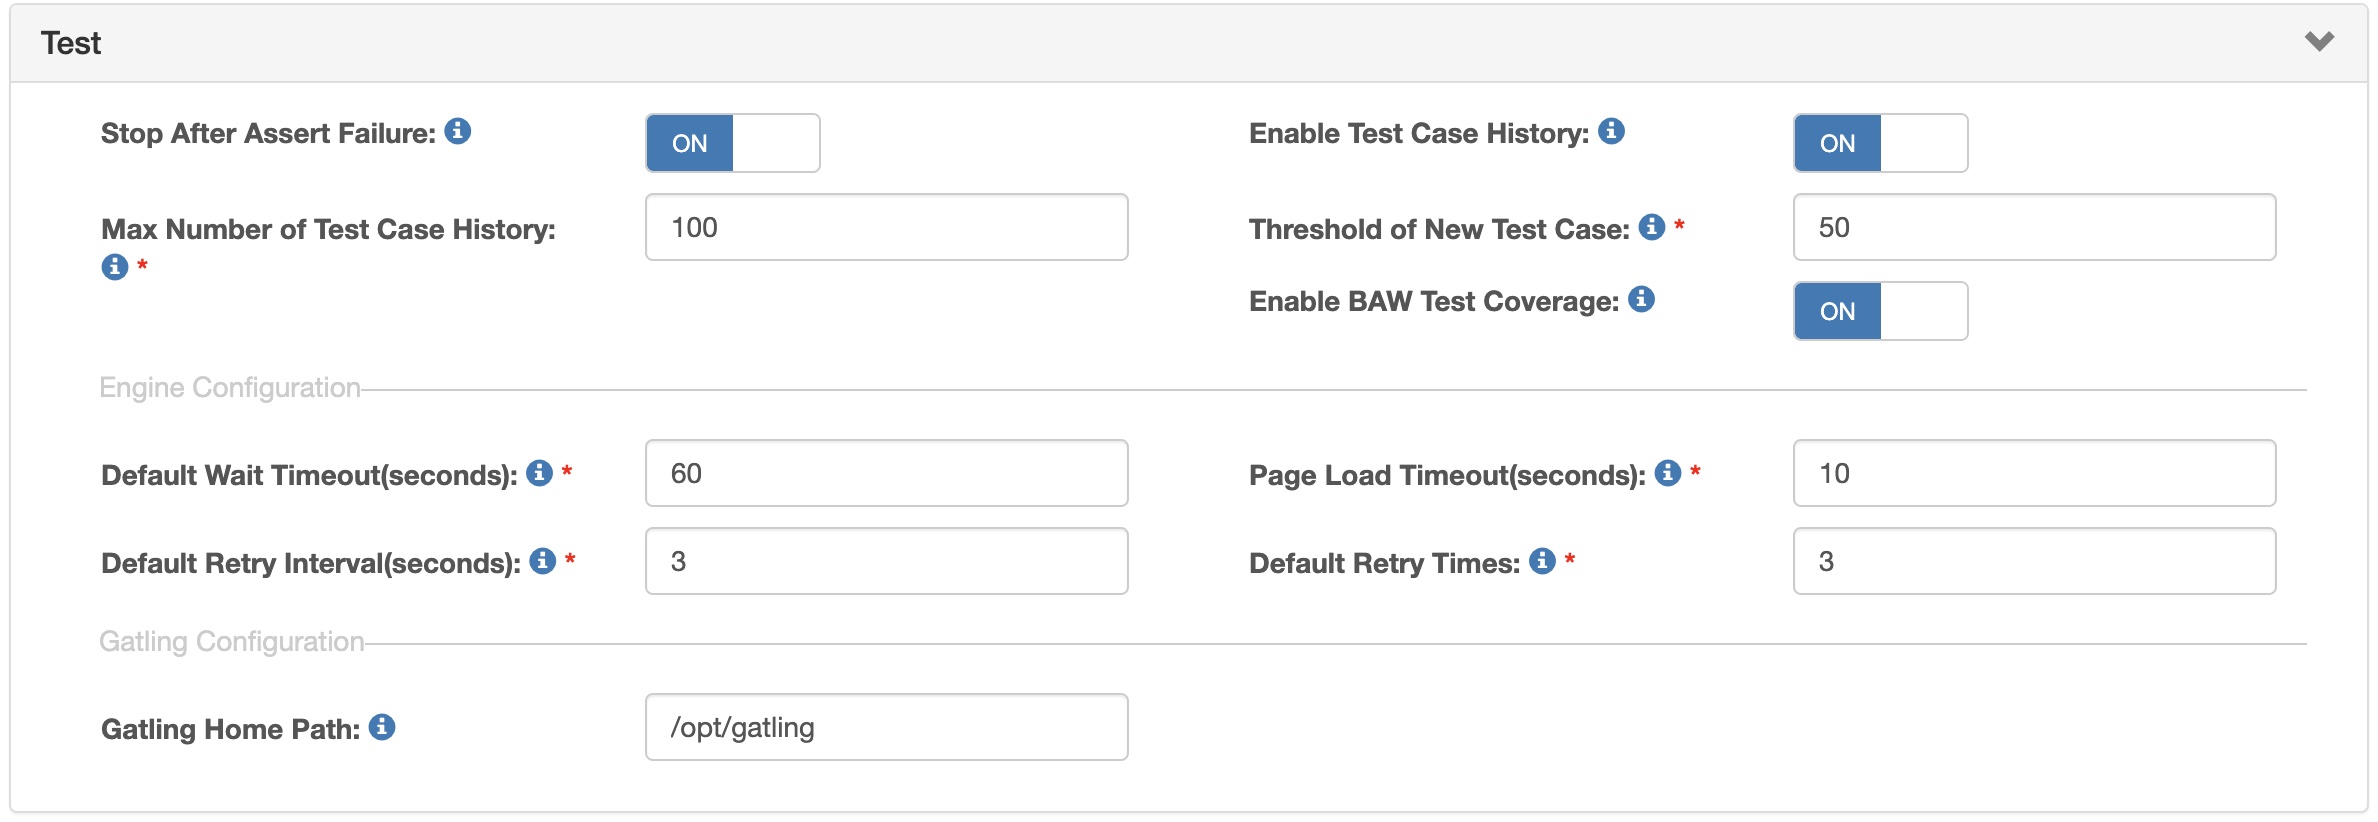 Test
Stop After Assert Failure:
ON
Enable Test Case History:
ON
Max Number of Test Case History:
*
100
Threshold of New Test Case: *
50
Enable BAW Test Coverage:
ON
Engine Configuration
Default Wait Timeout(seconds): *
60
Page Load Timeout(seconds): *
10
Default Retry Interval(seconds): *
3
Default Retry Times: *
3
Gatling Configuration
Gatling Home Path:
/opt/gatling